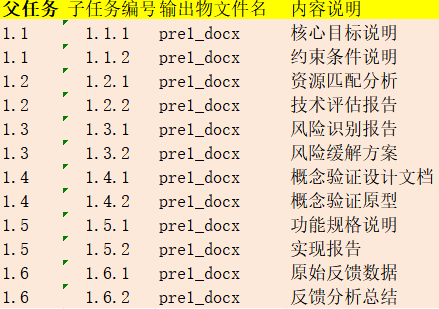 父任务 子任务编号 输出物文件名 内容说明
1.1 1.1.1 pre1_docx 核心目标说明
1.1 1.1.2 pre1_docx 约束条件说明
1.2 1.2.1 pre1_docx 资源匹配分析
1.2 1.2.2 pre1_docx 技术评估报告
1.3 1.3.1 pre1_docx 风险识别报告
1.3 1.3.2 pre1_docx 风险缓解方案
1.4 1.4.1 pre1_docx 概念验证设计文档
1.4 1.4.2 pre1_docx 概念验证原型
1.5 1.5.1 pre1_docx 功能规格说明
1.5 1.5.2 pre1_docx 实现报告
1.6 1.6.1 pre1_docx 原始反馈数据
1.6 1.6.2 pre1_docx 反馈分析总结